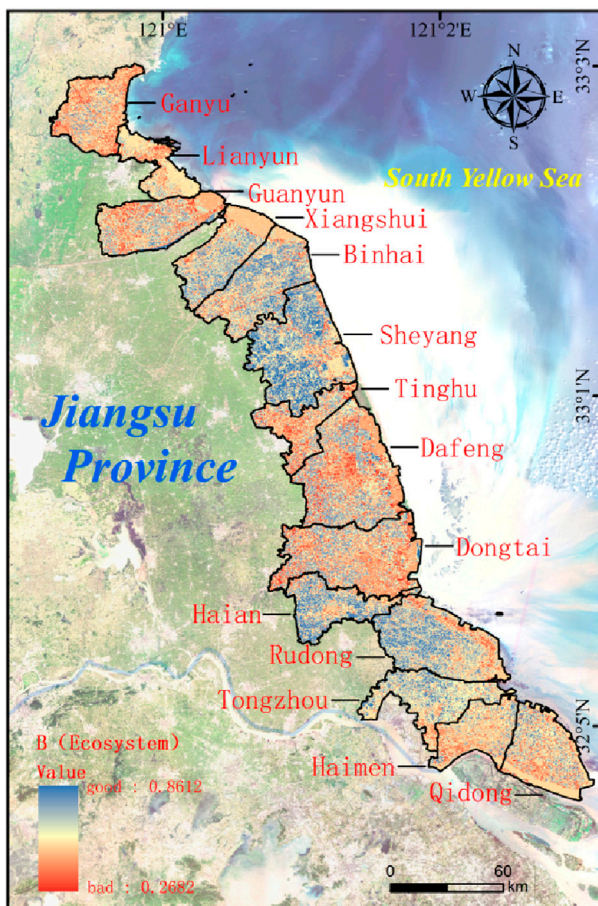 121°E
121°2′E
33°3′N
N
W
E
S
Ganyu
Lianyun
South Yellow Sea
Guanyun
Xiangshui
Binhai
Sheyang
33°1′N
Tinghu
Jiangsu
Province
Dafeng
Dongtai
Haian
Rudong
Tongzhou
32°5′N
B (Ecosystem)
Value
good : 0.8612
Haimen
Qidong
bad : 0.2682
0
60
km